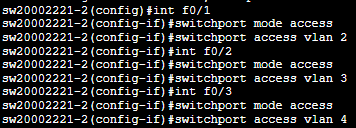 sw20002221-2(config)#int f0/1
sw20002221-2(config-if)#switchport mode access
sw20002221-2(config-if)#switchport access vlan 2
sw20002221-2(config-if)#int f0/2
sw20002221-2(config-if)#switchport mode access
sw20002221-2(config-if)#switchport access vlan 3
sw20002221-2(config-if)#int f0/3
sw20002221-2(config-if)#switchport mode access
sw20002221-2(config-if)#switchport access vlan 4